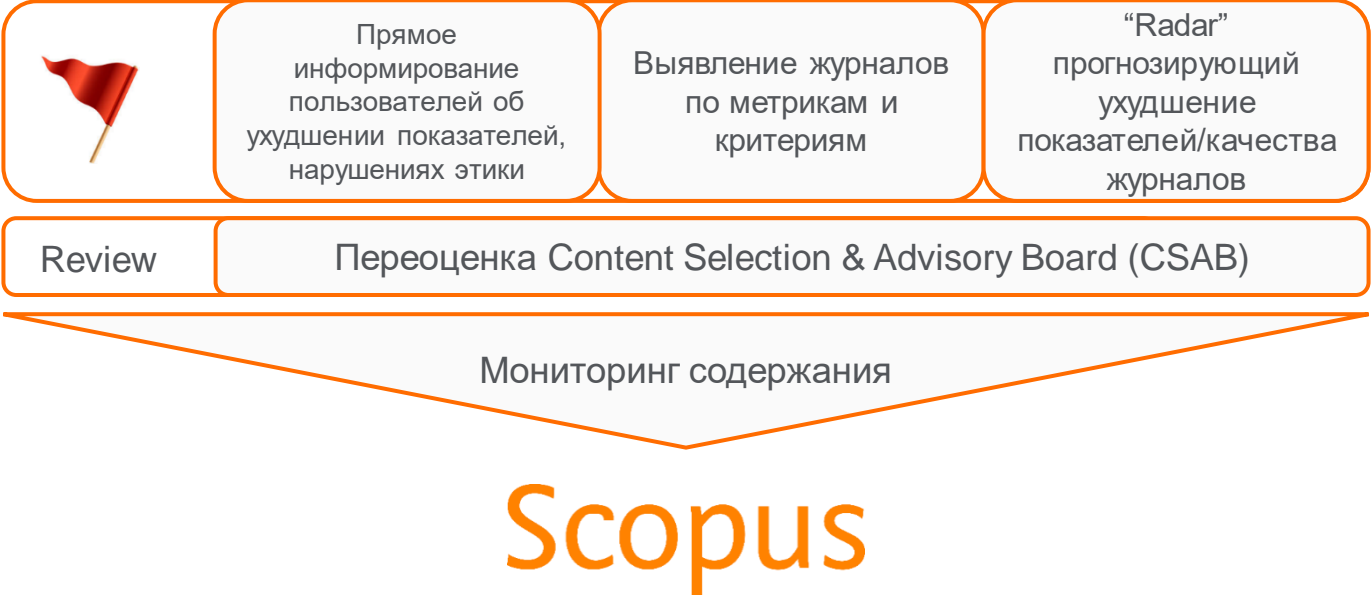 Прямое
информирование
пользователей об
ухудшении показателей,
нарушениях этики
Выявление журналов
по метрикам и
критериям
“Radar”
прогнозирующий
ухудшение
показателей/качества
журналов
Review
Переоценка Content Selection & Advisory Board (CSAB)
Мониторинг содержания
Scopus